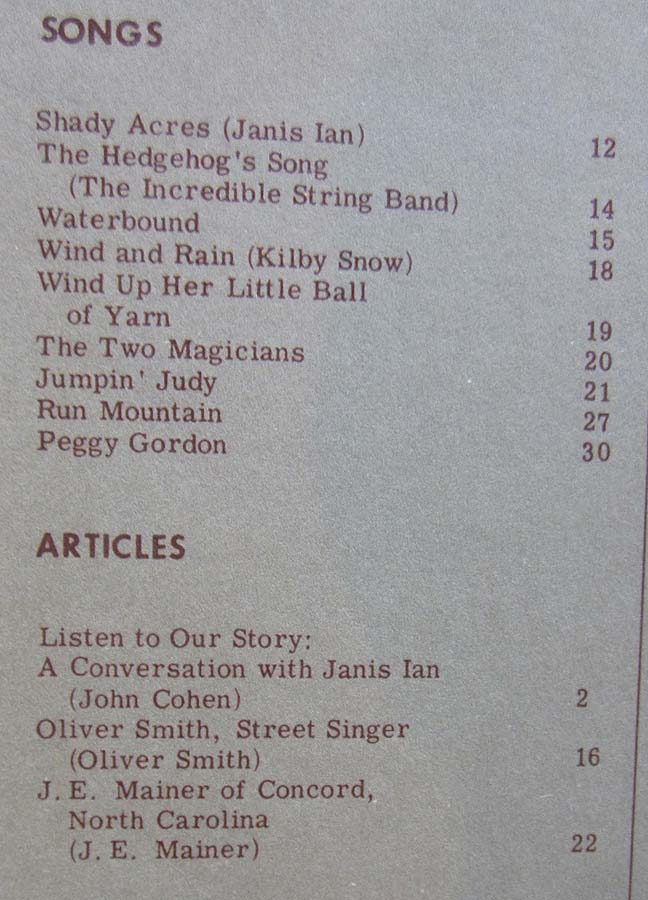 SONGS
Shady Acres (Janis Ian) 12
The Hedgehog's Song
(The Incredible String Band) 14
Waterbound 15
Wind and Rain (Kilby Snow) 18
Wind Up Her Little Ball
of Yarn 19
The Two Magicians 20
Jumpin' Judy 21
Run Mountain 27
Peggy Gordon 30
ARTICLES
Listen to Our Story:
A Conversation with Janis Ian
(John Cohen) 2
Oliver Smith, Street Singer
(Oliver Smith) 16
J. E. Mainer of Concord,
North Carolina
(J. E. Mainer) 22